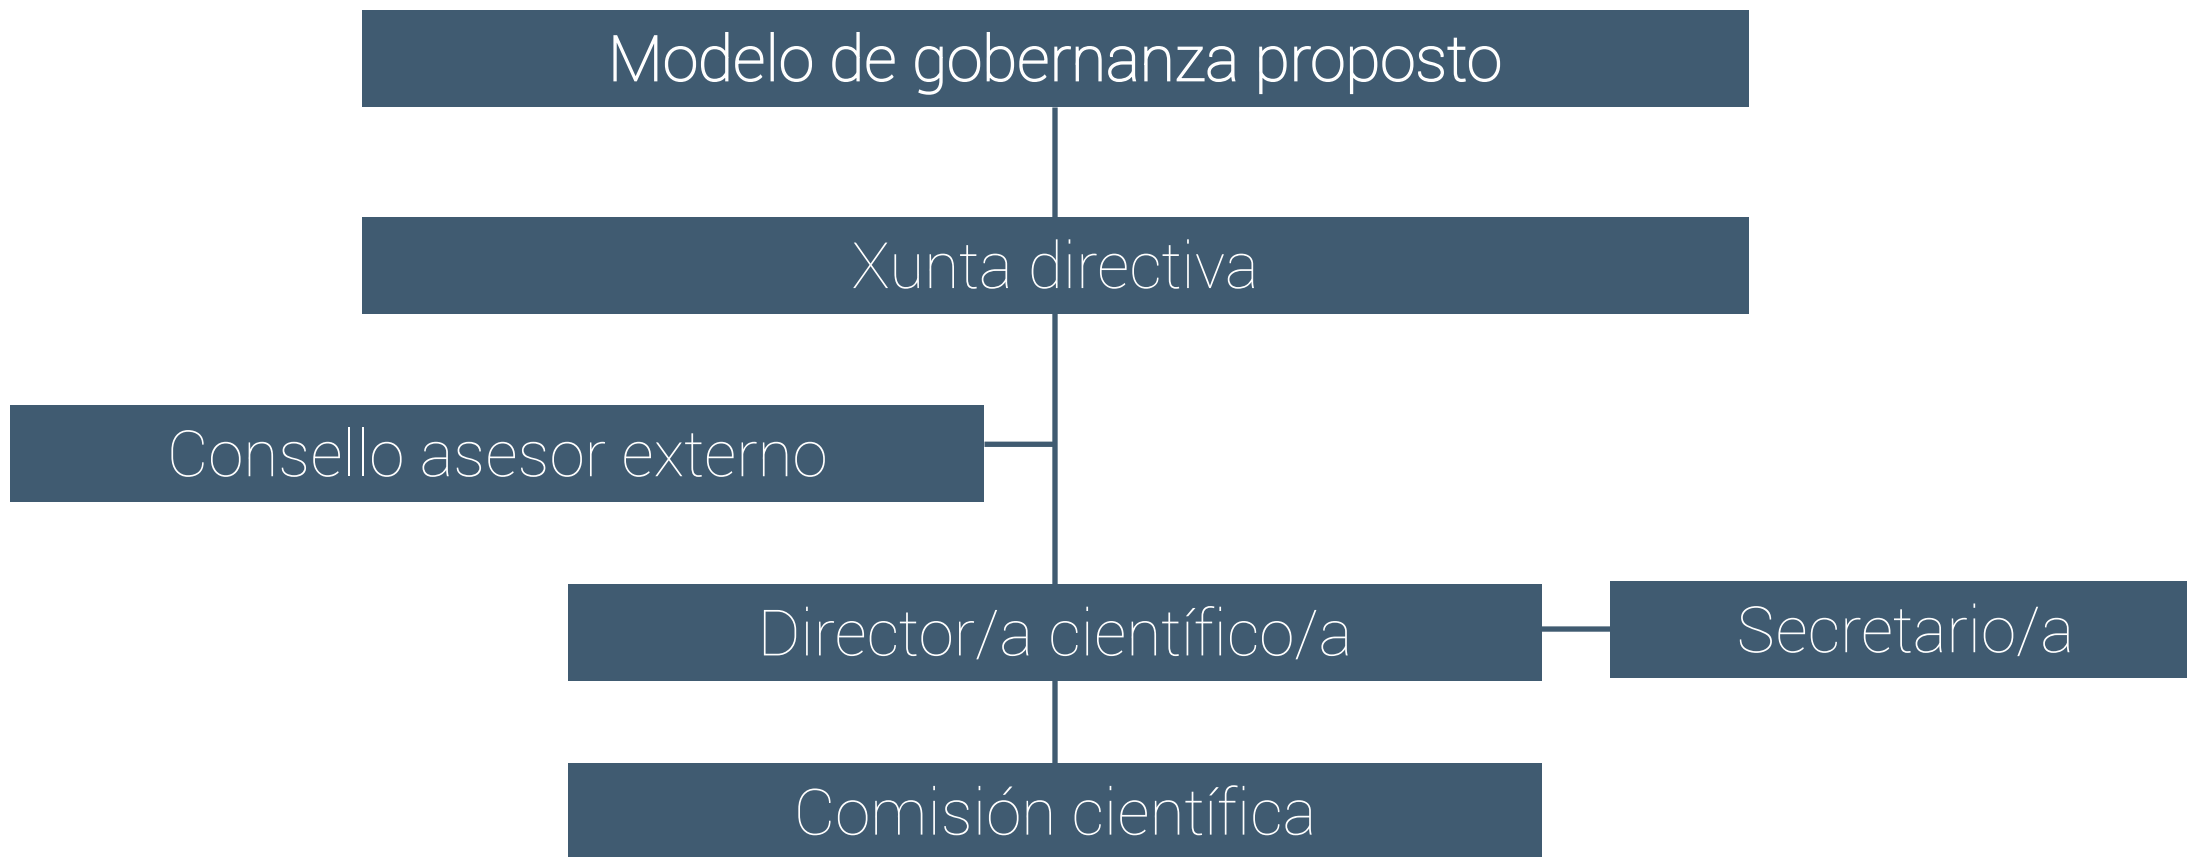 Modelo de gobernanza proposto
Xunta directiva
Consello asesor externo
Director/a científico/a
Secretario/a
Comisión científica